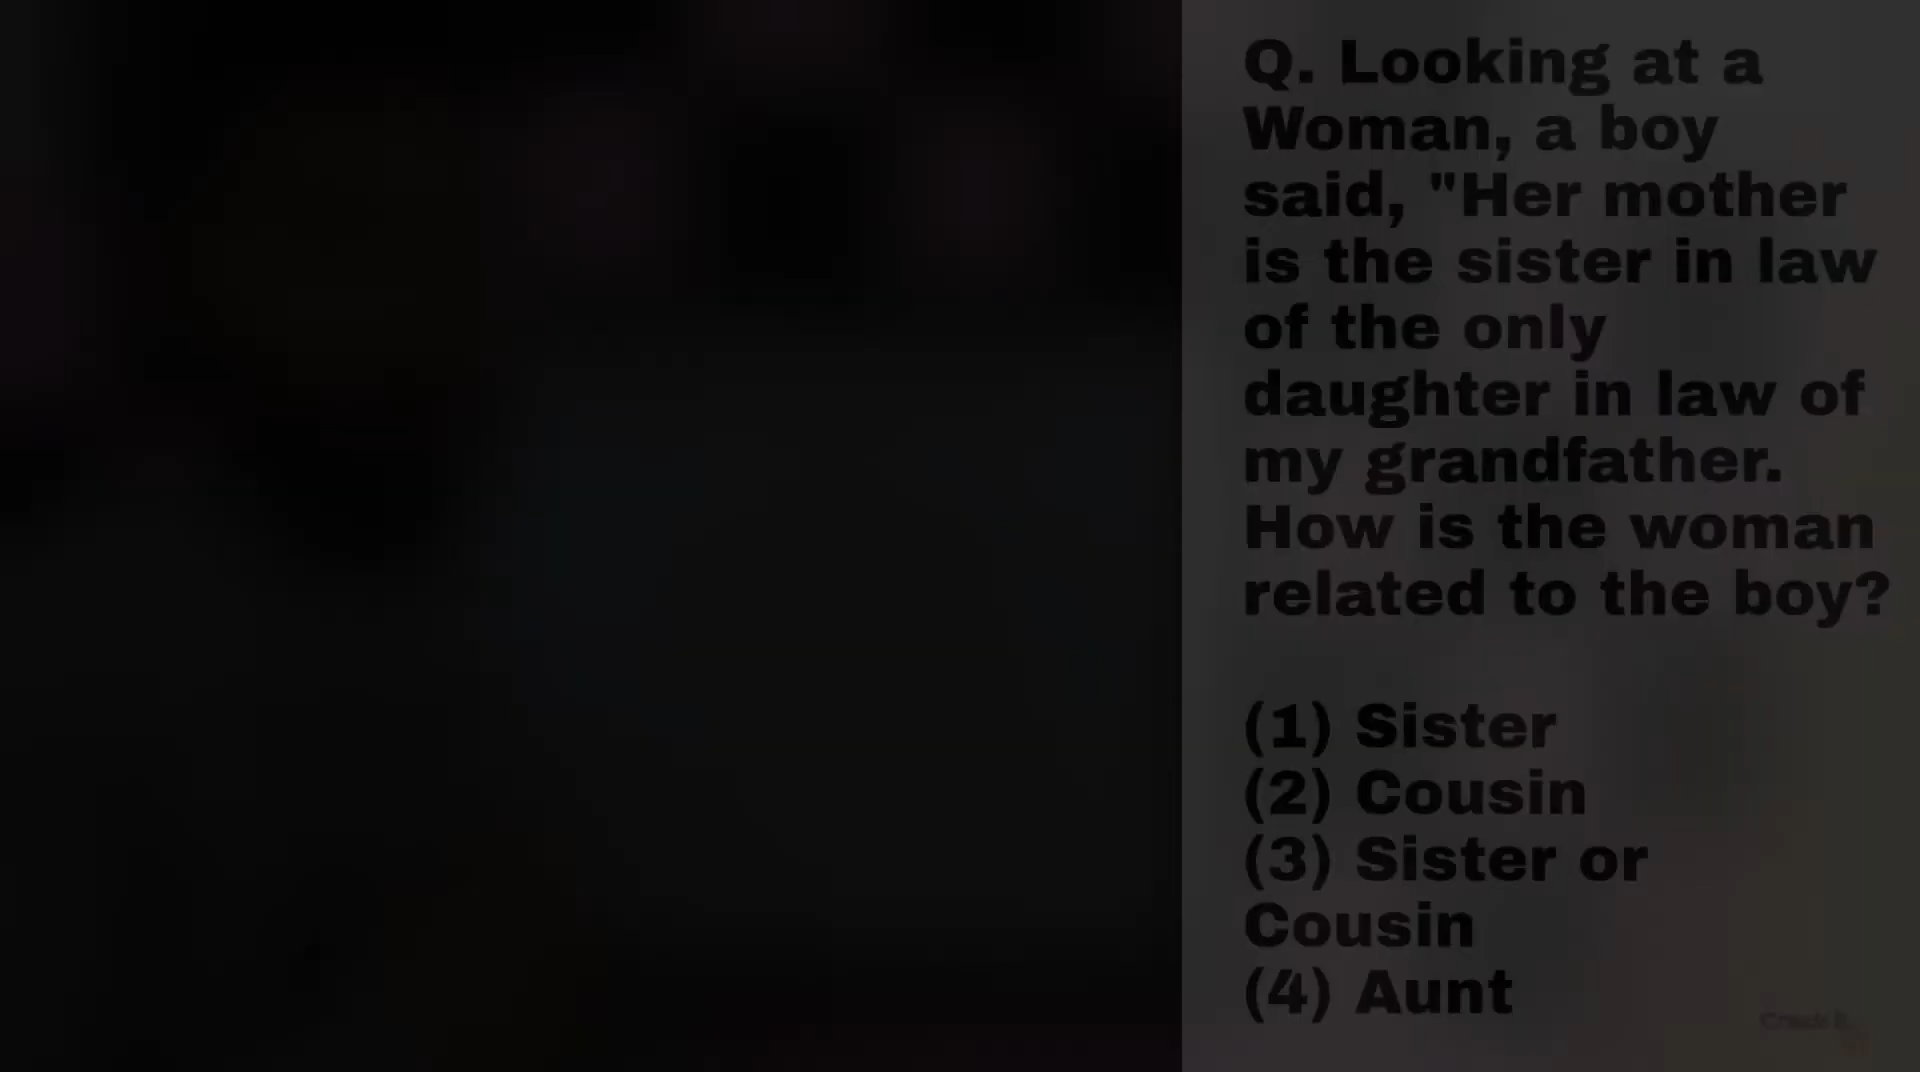 Q. Looking at a
Woman, a boy
said, "Her mother
is the sister in law
of the only
daughter in law of
my grandfather.
How is the woman
related to the boy?
(1) Sister
(2) Cousin
(3) Sister or
Cousin
(4) Aunt